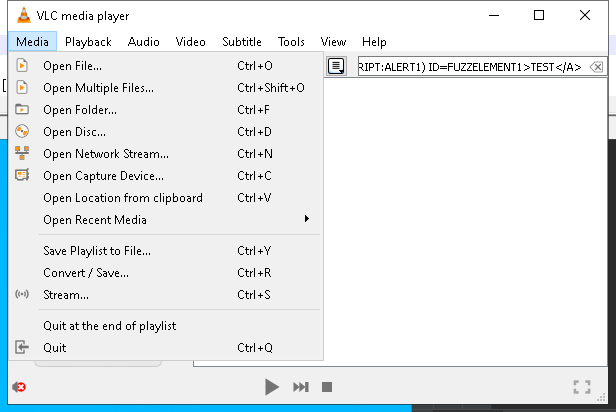 VLC media player
Media Playback Audio Video Subtitle Tools View Help
RIPT:ALERT1) ID=FUZZELEMENT1>TEST</A>
Open File... Ctrl+O
Open Multiple Files... Ctrl+Shift+O
Open Folder... Ctrl+F
Open Disc... Ctrl+D
Open Network Stream... Ctrl+N
Open Capture Device... Ctrl+C
Open Location from clipboard Ctrl+V
Open Recent Media
Save Playlist to File... Ctrl+Y
Convert / Save... Ctrl+R
Stream... Ctrl+S
Quit at the end of playlist
Quit Ctrl+Q